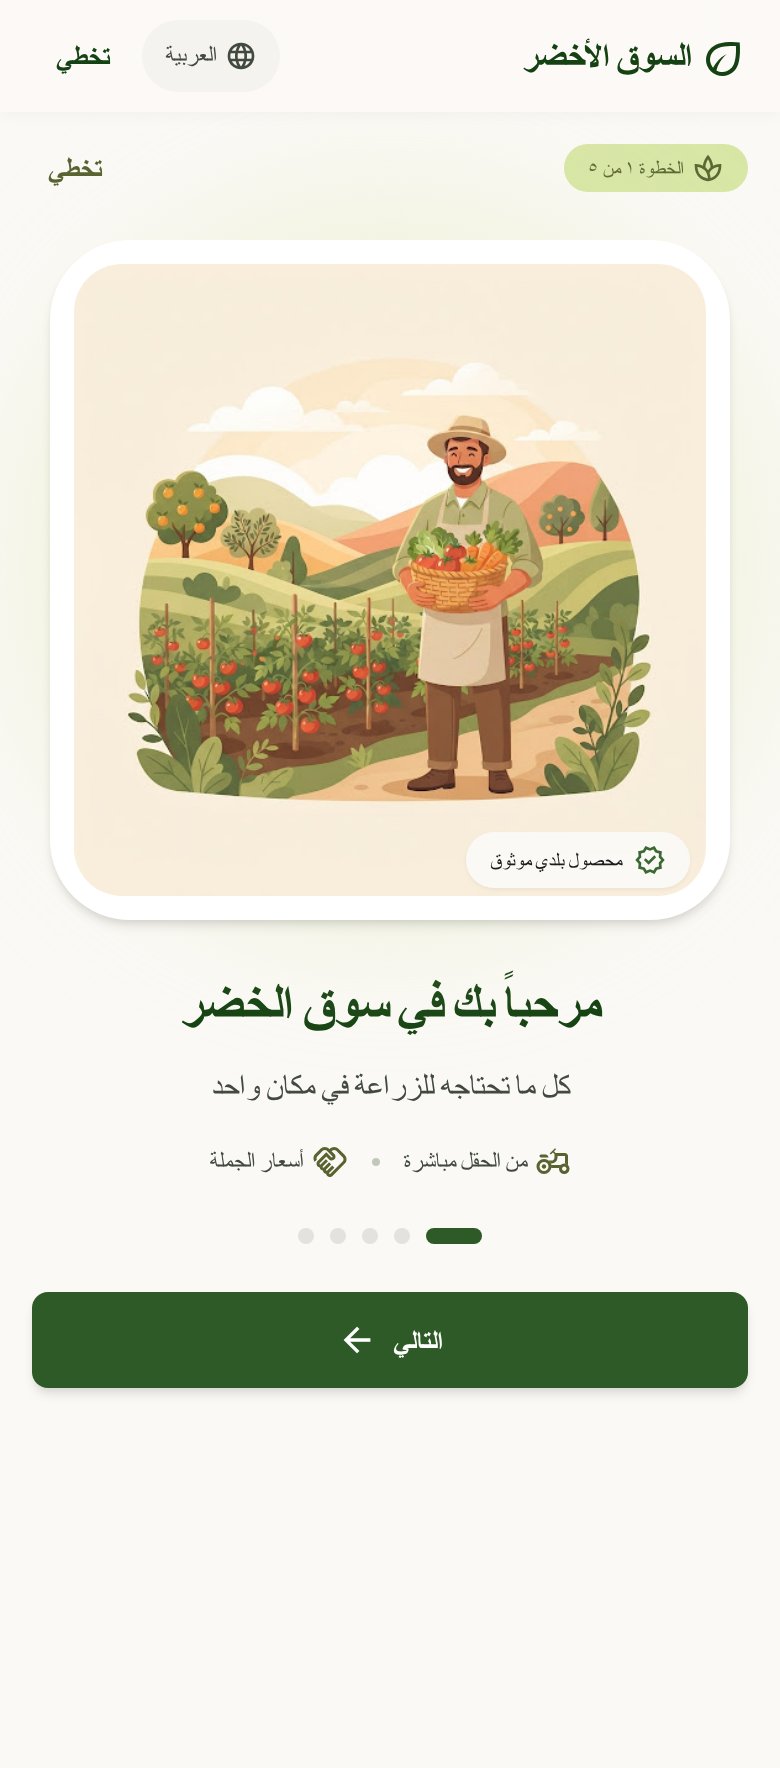 السوق الأخضر
العربية
تخطي
الخطوة ١ من ٥
تخطي
محصول بلدي موثوق
مرحباً بك في سوق الخضر
كل ما تحتاجه للزراعة في مكان واحد
من الحقل مباشرة • أسعار الجملة
التالي